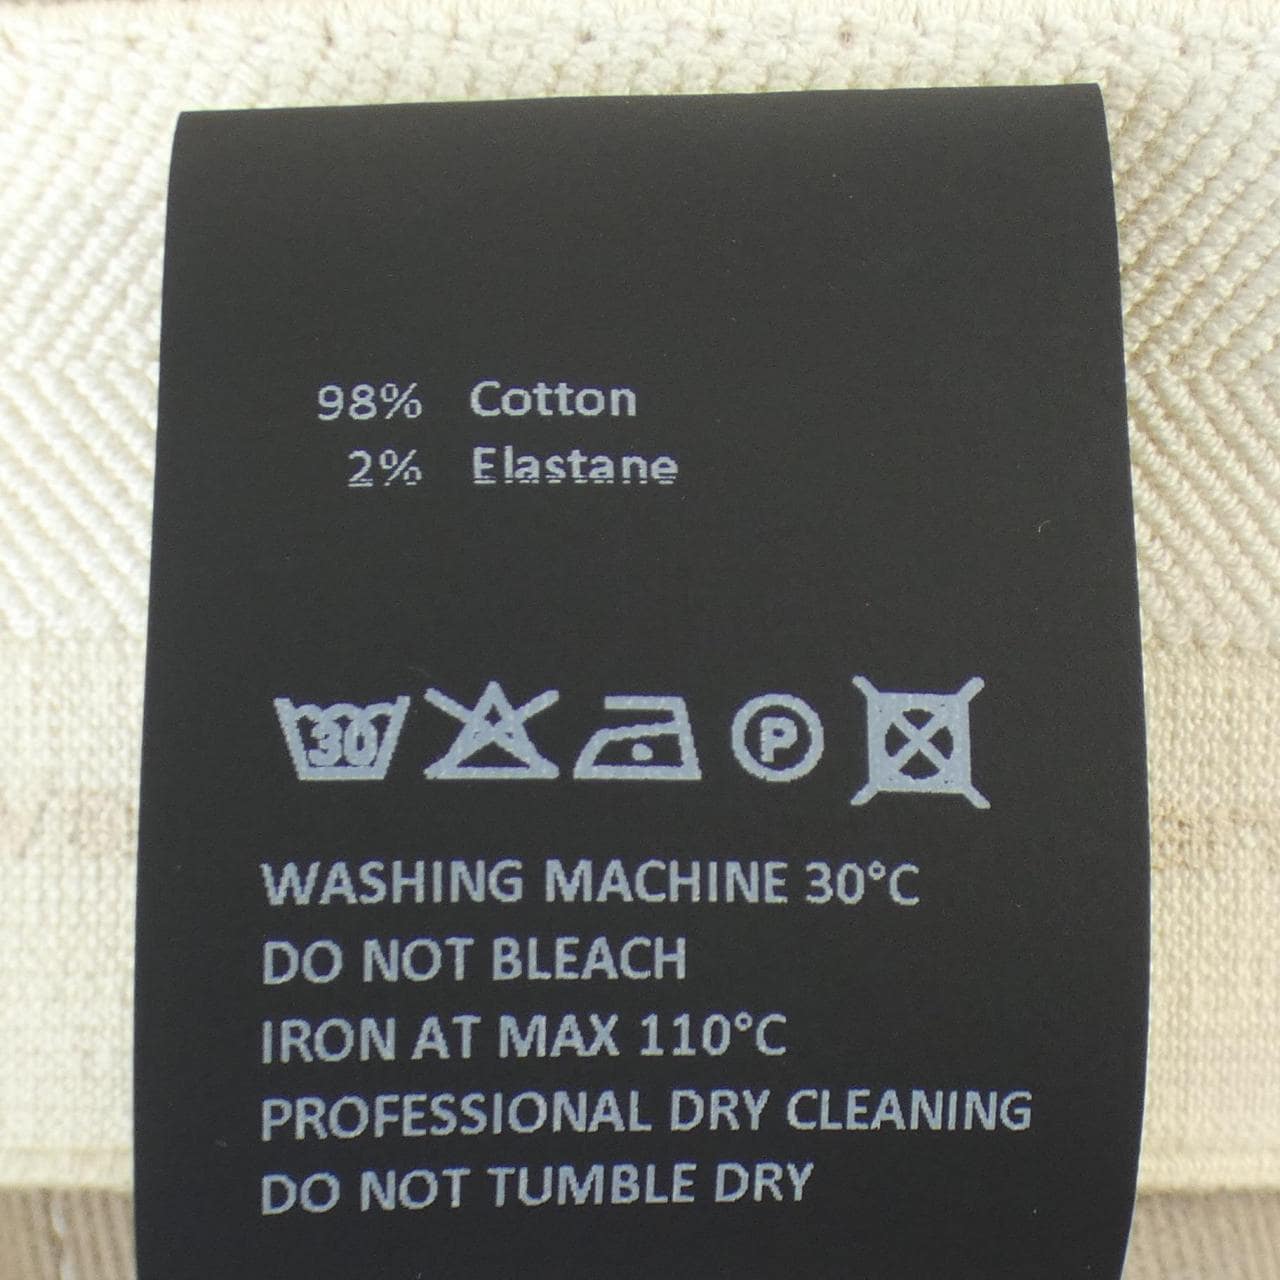 98% Cotton
2% Elastane
30 P
WASHING MACHINE 30°C
DO NOT BLEACH
IRON AT MAX 110°C
PROFESSIONAL DRY CLEANING
DO NOT TUMBLE DRY